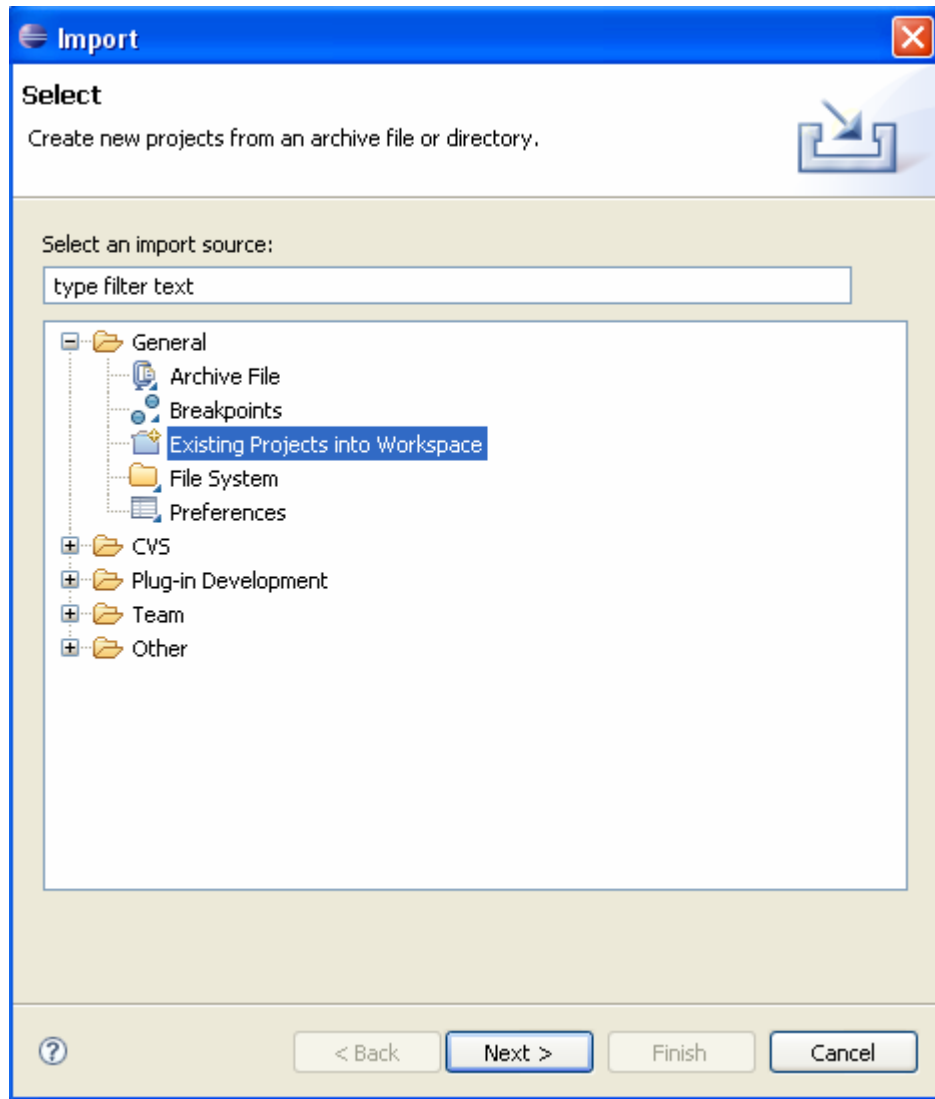 Import
Select
Create new projects from an archive file or directory.
Select an import source:
type filter text
General
Archive File
Breakpoints
Existing Projects into Workspace
File System
Preferences
CVS
Plug-in Development
Team
Other
? < Back Next > Finish Cancel